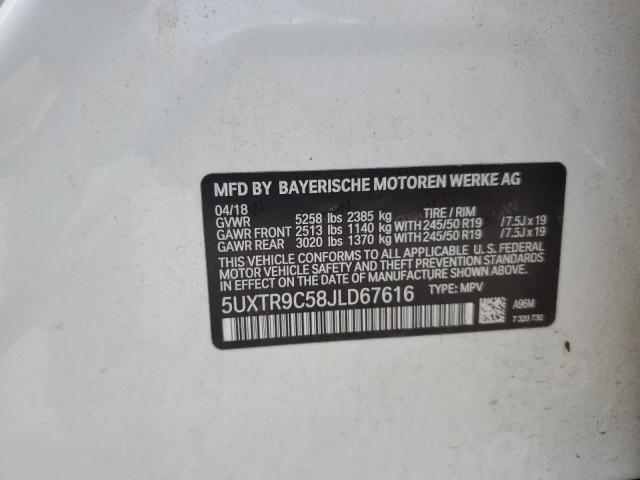 MFD BY BAYERISCHE MOTOREN WERKE AG
04/18 TIRE / RIM
GVWR 5258 lbs 2385 kg
GAWR FRONT 2513 lbs 1140 kg WITH 245/50 R19 / 7.5J x 19
GAWR REAR 3020 lbs 1370 kg WITH 245/50 R19 / 7.5J x 19
THIS VEHICLE CONFORMS TO ALL APPLICABLE U. S. FEDERAL
MOTOR VEHICLE SAFETY AND THEFT PREVENTION STANDARDS
IN EFFECT ON THE DATE OF MANUFACTURE SHOWN ABOVE.
5UXTR9C58JLD67616 TYPE: MPV
A96M
7 320 730